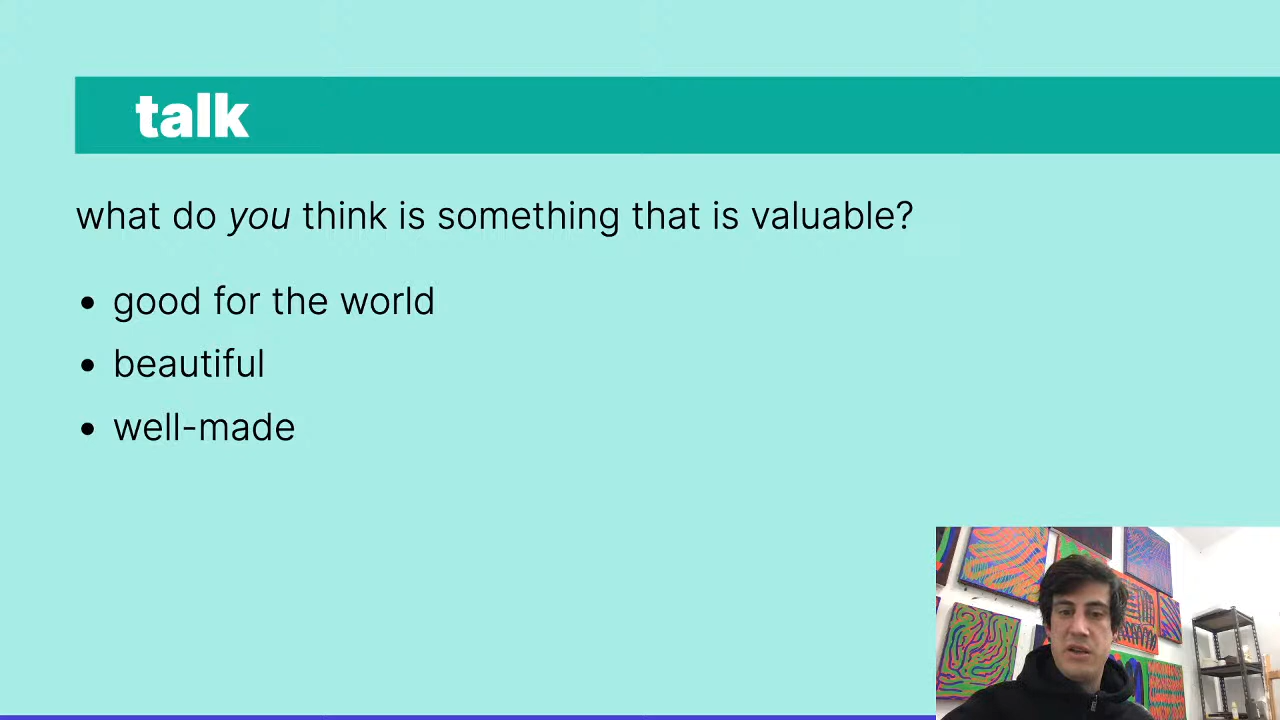 talk
what do you think is something that is valuable?
• good for the world
• beautiful
• well-made